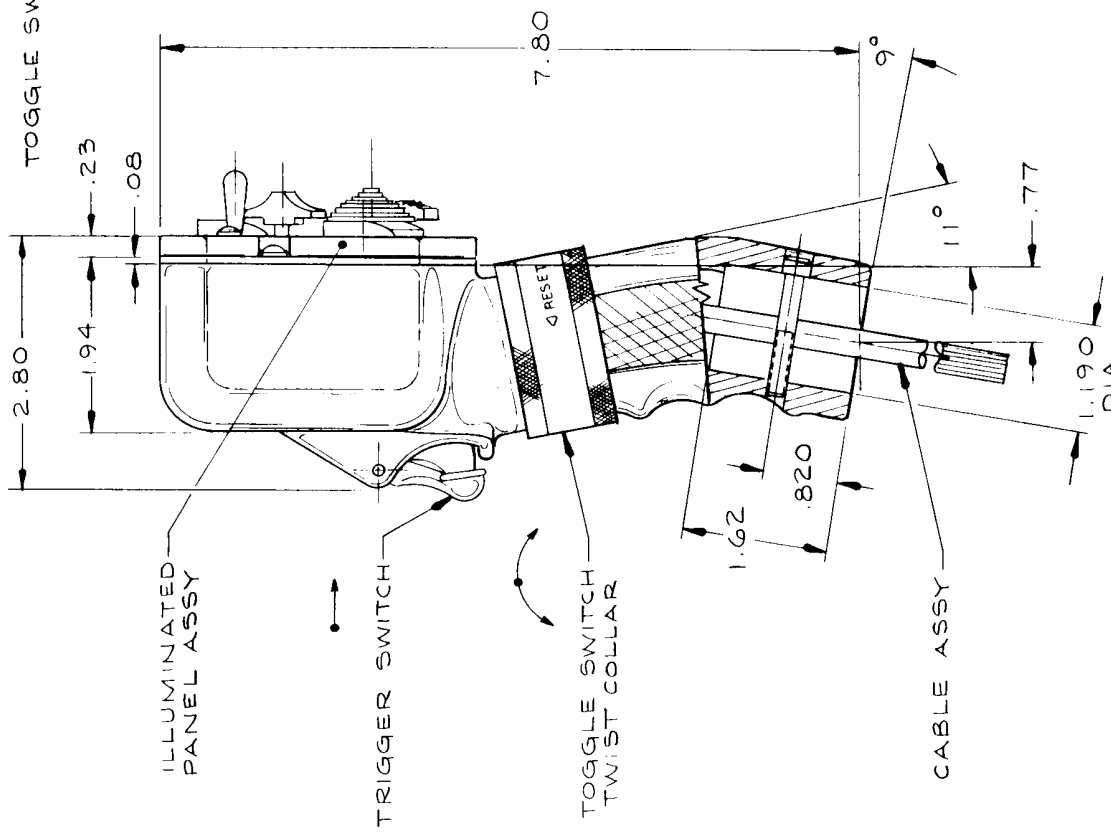 TOGGLE SW
2.80
1.94
.23
.08
7.80
9°
11°
.77
1.190
DIA
.820
1.62
RESET
ILLUMINATED
PANEL ASSY
TRIGGER SWITCH
TOGGLE SWITCH
TWIST COLLAR
CABLE ASSY